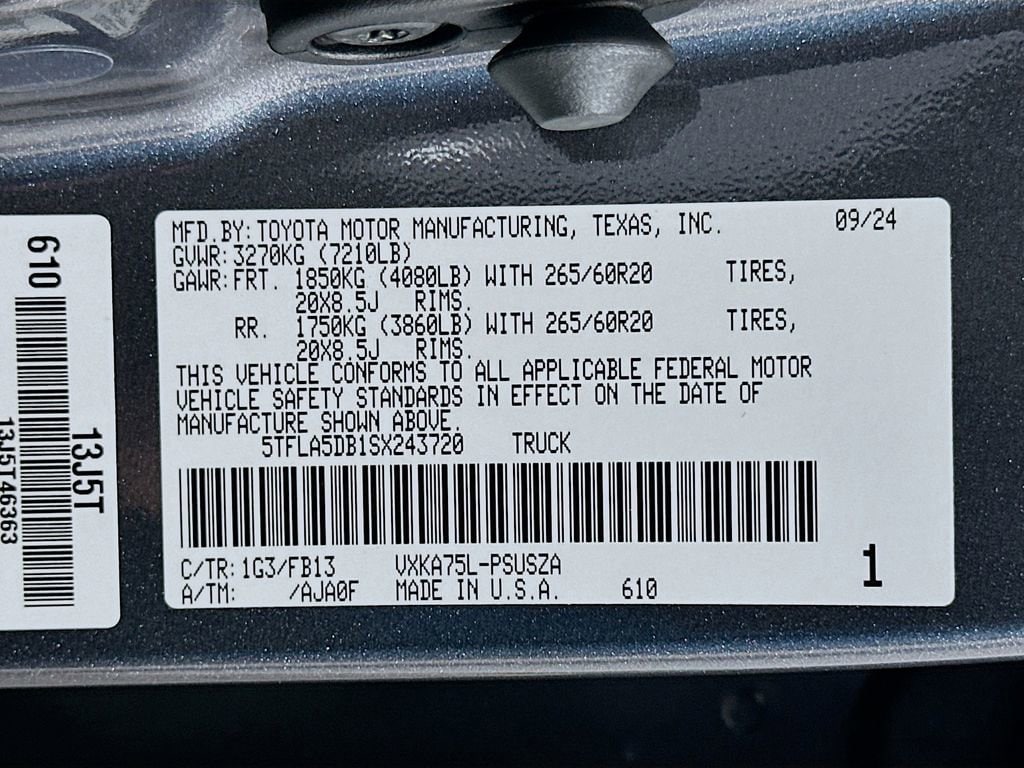 610
13J5T
13J5T46363
MFD.BY: TOYOTA MOTOR MANUFACTURING, TEXAS, INC. 09/24
GVWR: 3270KG (7210LB)
GAWR: FRT. 1850KG (4080LB) WITH 265/60R20 TIRES,
20X8.5J RIMS.
RR. 1750KG (3860LB) WITH 265/60R20 TIRES,
20X8.5J RIMS.
THIS VEHICLE CONFORMS TO ALL APPLICABLE FEDERAL MOTOR
VEHICLE SAFETY STANDARDS IN EFFECT ON THE DATE OF
MANUFACTURE SHOWN ABOVE.
5TFLA5DB1SX243720 TRUCK
C/TR: 1G3/FB13 VXKA75L-PSUSZA
A/TM: /AJA0F MADE IN U.S.A. 610
1